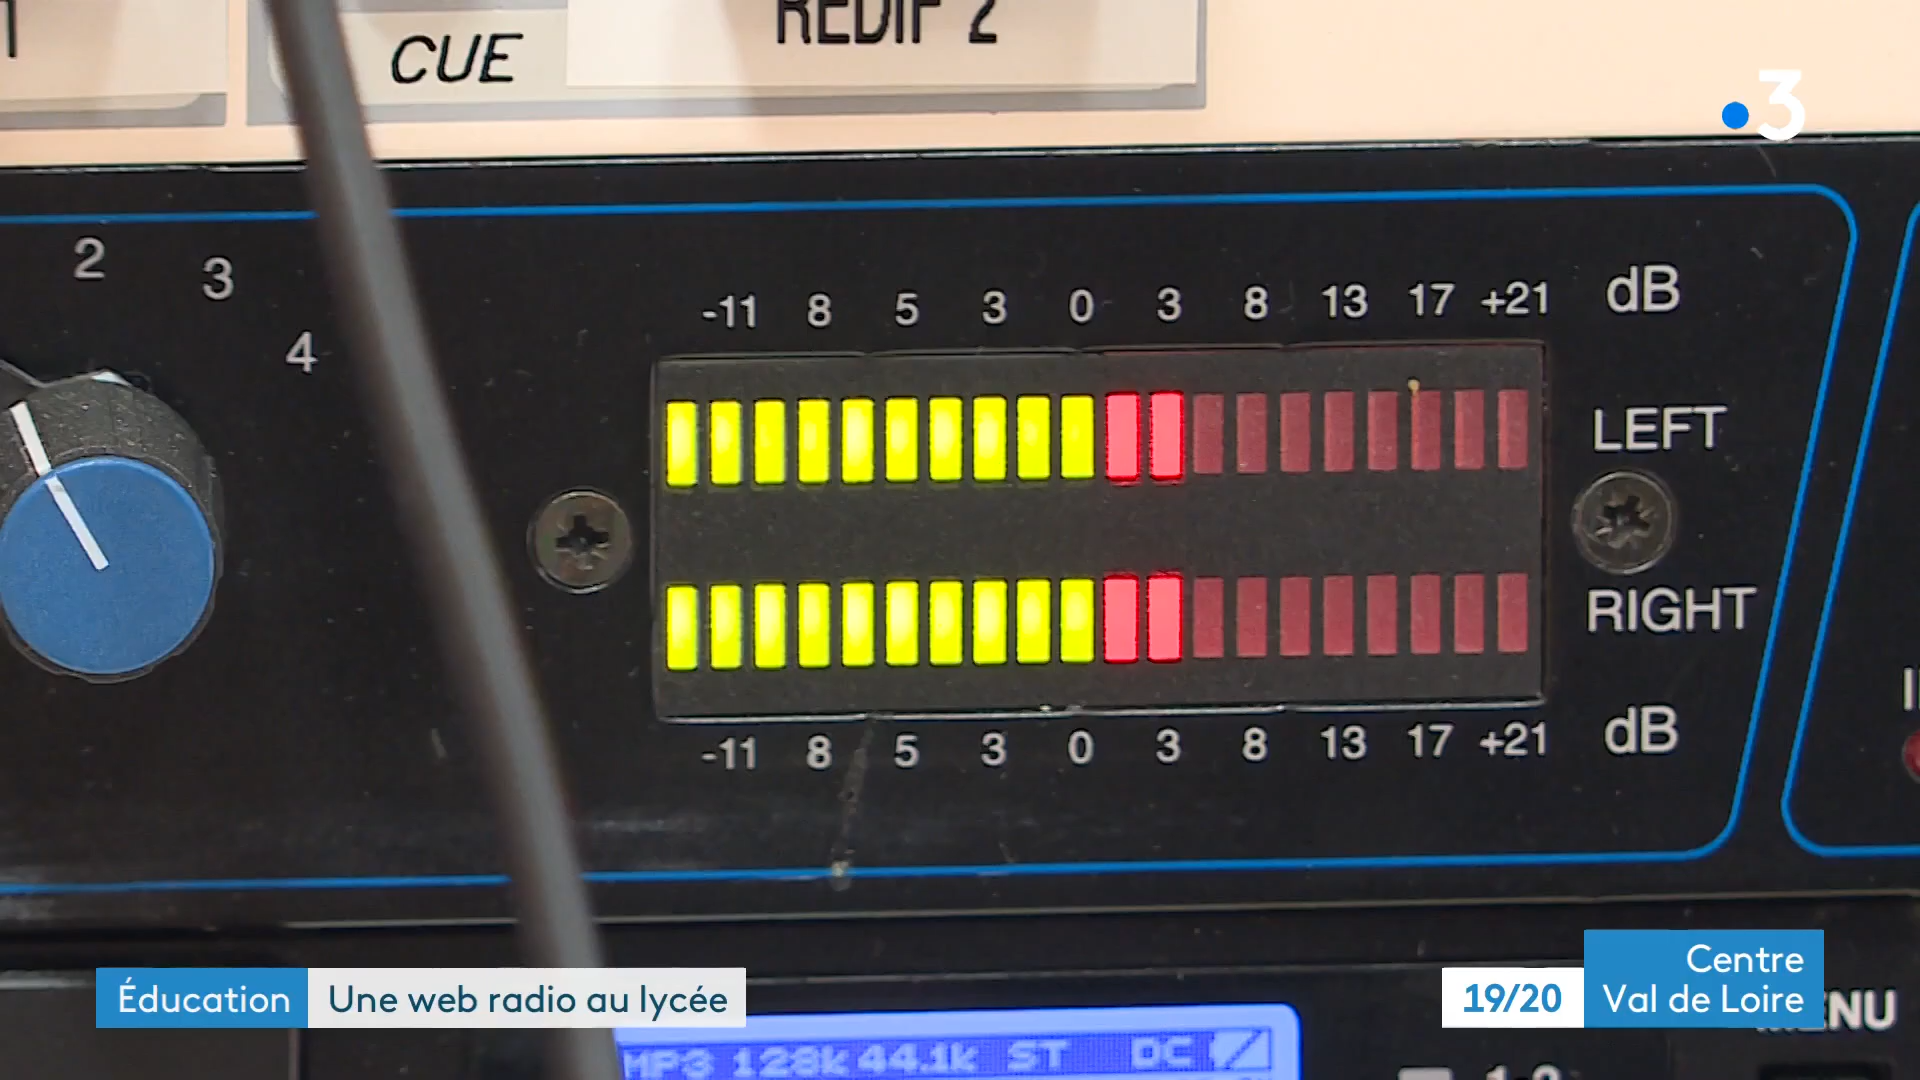 CUE
REDIF 2
3
2
3
4
-11 8 5 3 0 3 8 13 17 +21 dB
LEFT
RIGHT
-11 8 5 3 0 3 8 13 17 +21 dB
Éducation Une web radio au lycée
19/20 Centre
Val de Loire
MP3 128k 44.1k ST DC